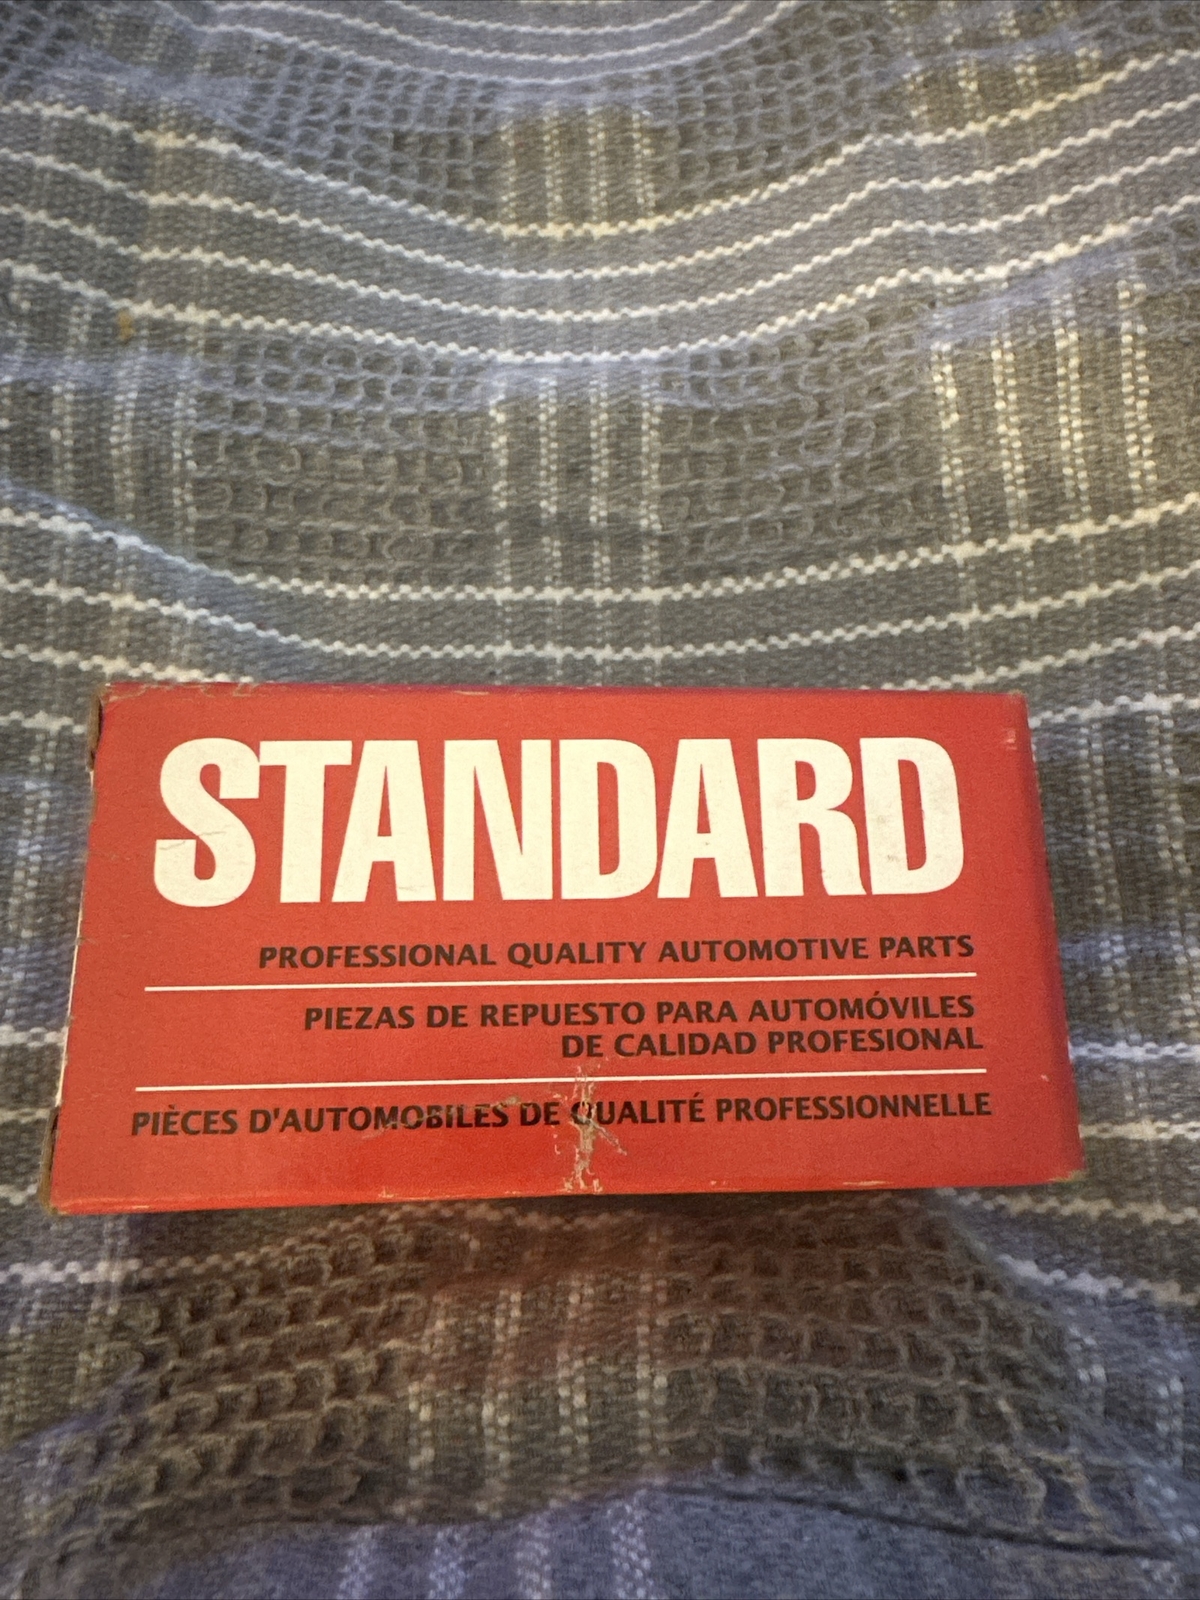 STANDARD
PROFESSIONAL QUALITY AUTOMOTIVE PARTS
PIEZAS DE REPUESTO PARA AUTOMÓVILES
DE CALIDAD PROFESIONAL
PIÈCES D'AUTOMOBILES DE QUALITÉ PROFESSIONNELLE